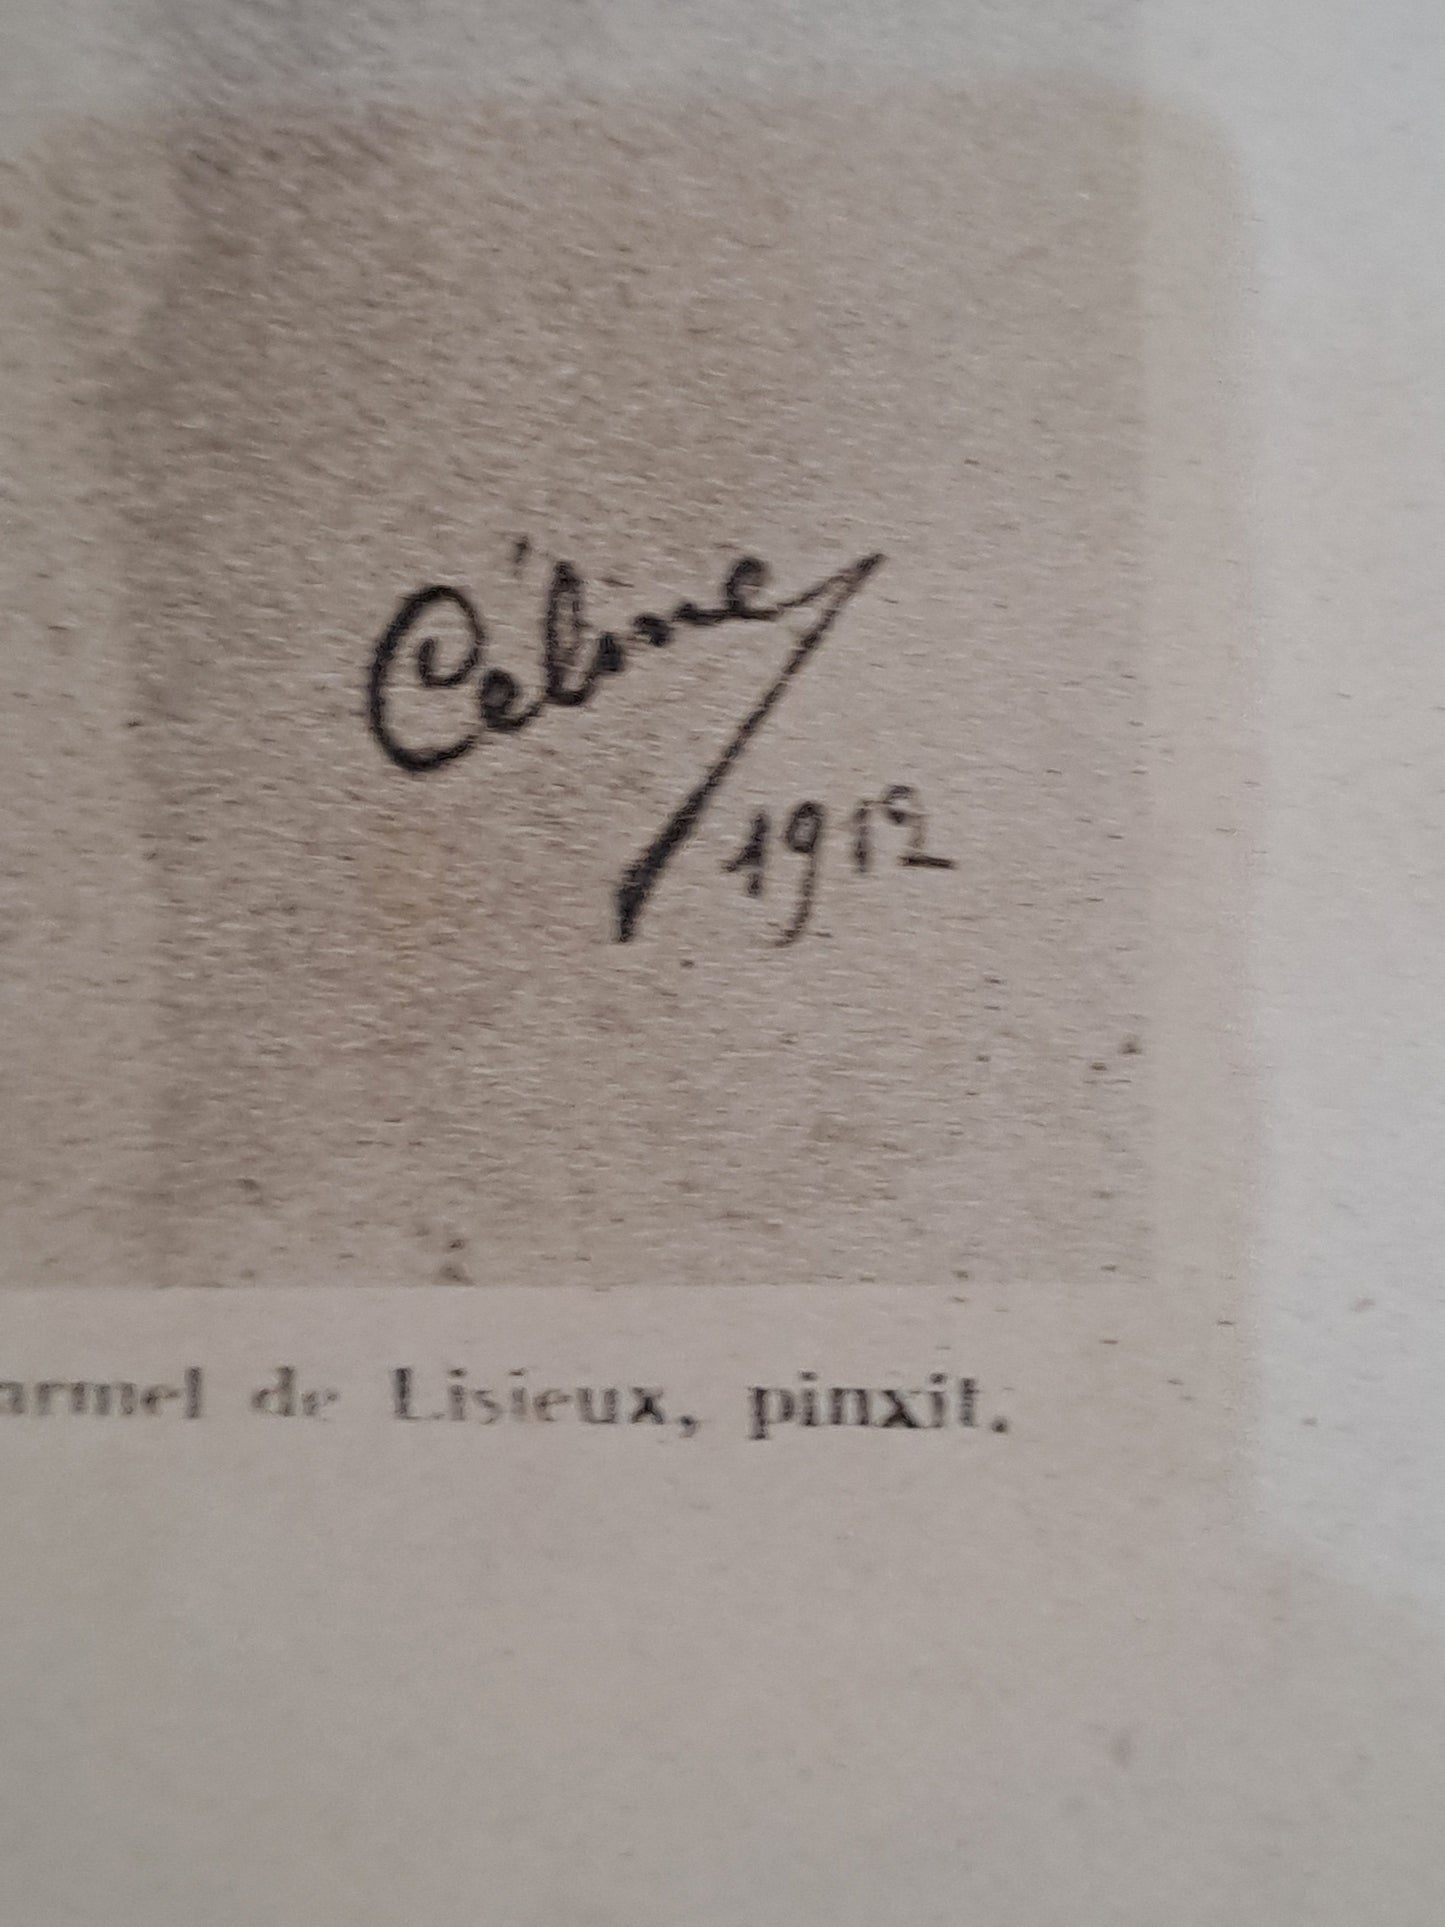 Céline
1912
armel de Lisieux, pinxit.